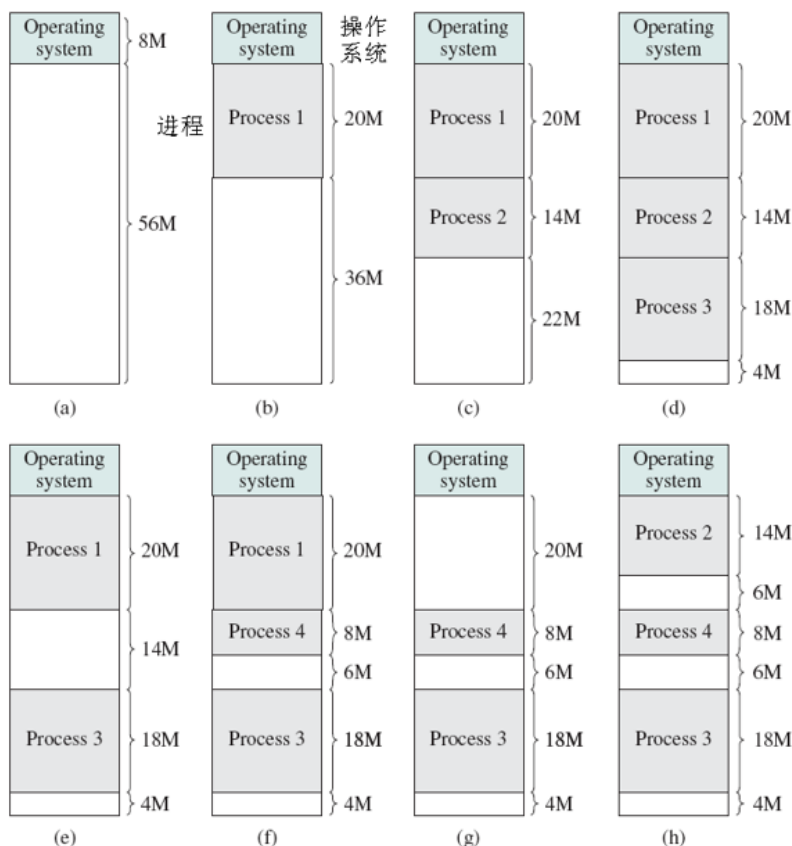 Operating
system
8M
56M
(a)
Operating
system
操作
系统
进程
Process 1
20M
36M
(b)
Operating
system
Process 1
20M
Process 2
14M
22M
(c)
Operating
system
Process 1
20M
Process 2
14M
Process 3
18M
4M
(d)
Operating
system
Process 1
20M
14M
Process 3
18M
4M
(e)
Operating
system
Process 1
20M
Process 4
8M
6M
Process 3
18M
4M
(f)
Operating
system
20M
Process 4
8M
6M
Process 3
18M
4M
(g)
Operating
system
Process 2
14M
6M
Process 4
8M
6M
Process 3
18M
4M
(h)